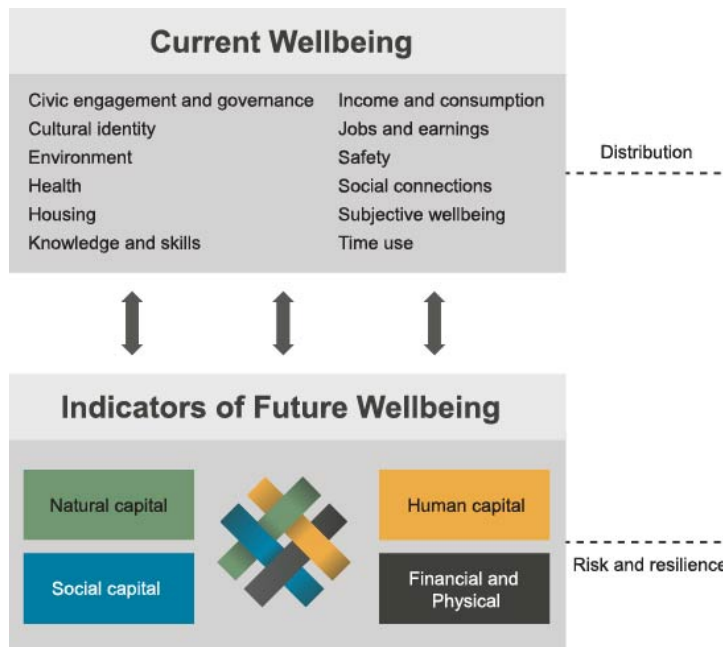 Current Wellbeing
Civic engagement and governance
Cultural identity
Environment
Health
Housing
Knowledge and skills
Income and consumption
Jobs and earnings
Safety
Social connections
Subjective wellbeing
Time use
Distribution
Indicators of Future Wellbeing
Natural capital
Social capital
Human capital
Financial and
Physical
Risk and resilience